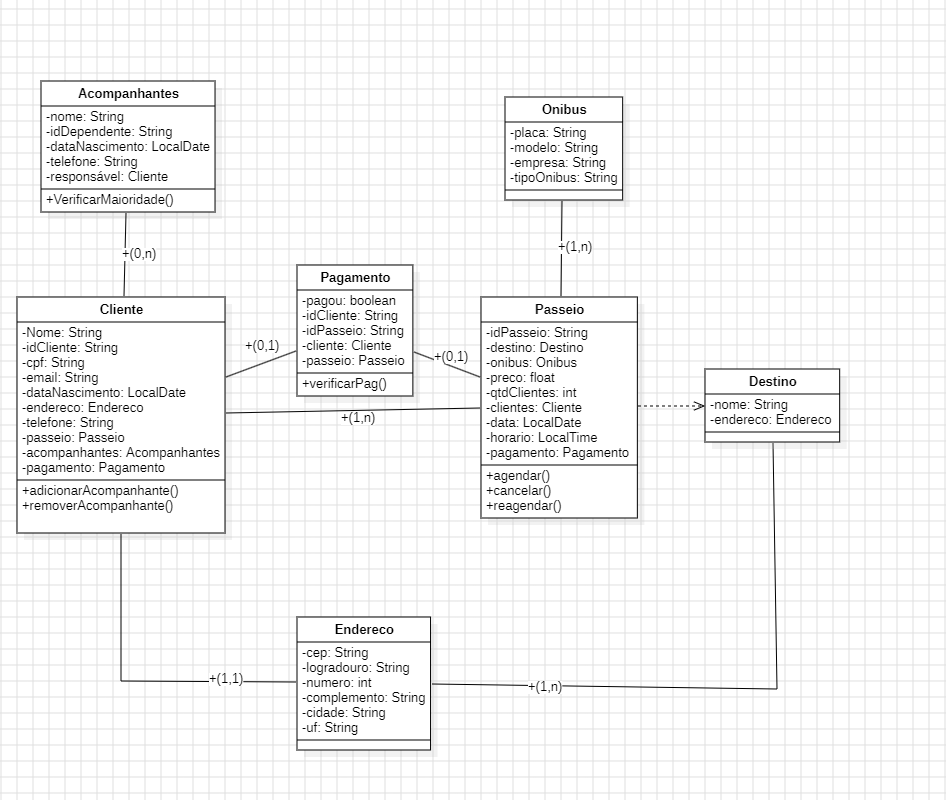 Acompanhantes
-nome: String
-idDependente: String
-dataNascimento: LocalDate
-telefone: String
-responsável: Cliente
+VerificarMaioridade()
Onibus
-placa: String
-modelo: String
-empresa: String
-tipoOnibus: String
+(0,n)
+(1,n)
Pagamento
-pagou: boolean
-idCliente: String
-idPasseio: String
-cliente: Cliente
-passeio: Passeio
+verificarPag()
Cliente
-Nome: String
-idCliente: String
-cpf: String
-email: String
-dataNascimento: LocalDate
-endereco: Endereco
-telefone: String
-passeio: Passeio
-acompanhantes: Acompanhantes
-pagamento: Pagamento
+adicionarAcompanhante()
+removerAcompanhante()
+(0,1)
+(0,1)
+(1,n)
Passeio
-idPasseio: String
-destino: Destino
-onibus: Onibus
-preco: float
-qtdClientes: int
-clientes: Cliente
-data: LocalDate
-horario: LocalTime
-pagamento: Pagamento
+agendar()
+cancelar()
+reagendar()
Destino
-nome: String
-endereco: Endereco
Endereco
-cep: String
-logradouro: String
-numero: int
-complemento: String
-cidade: String
-uf: String
+(1,1)
+(1,n)